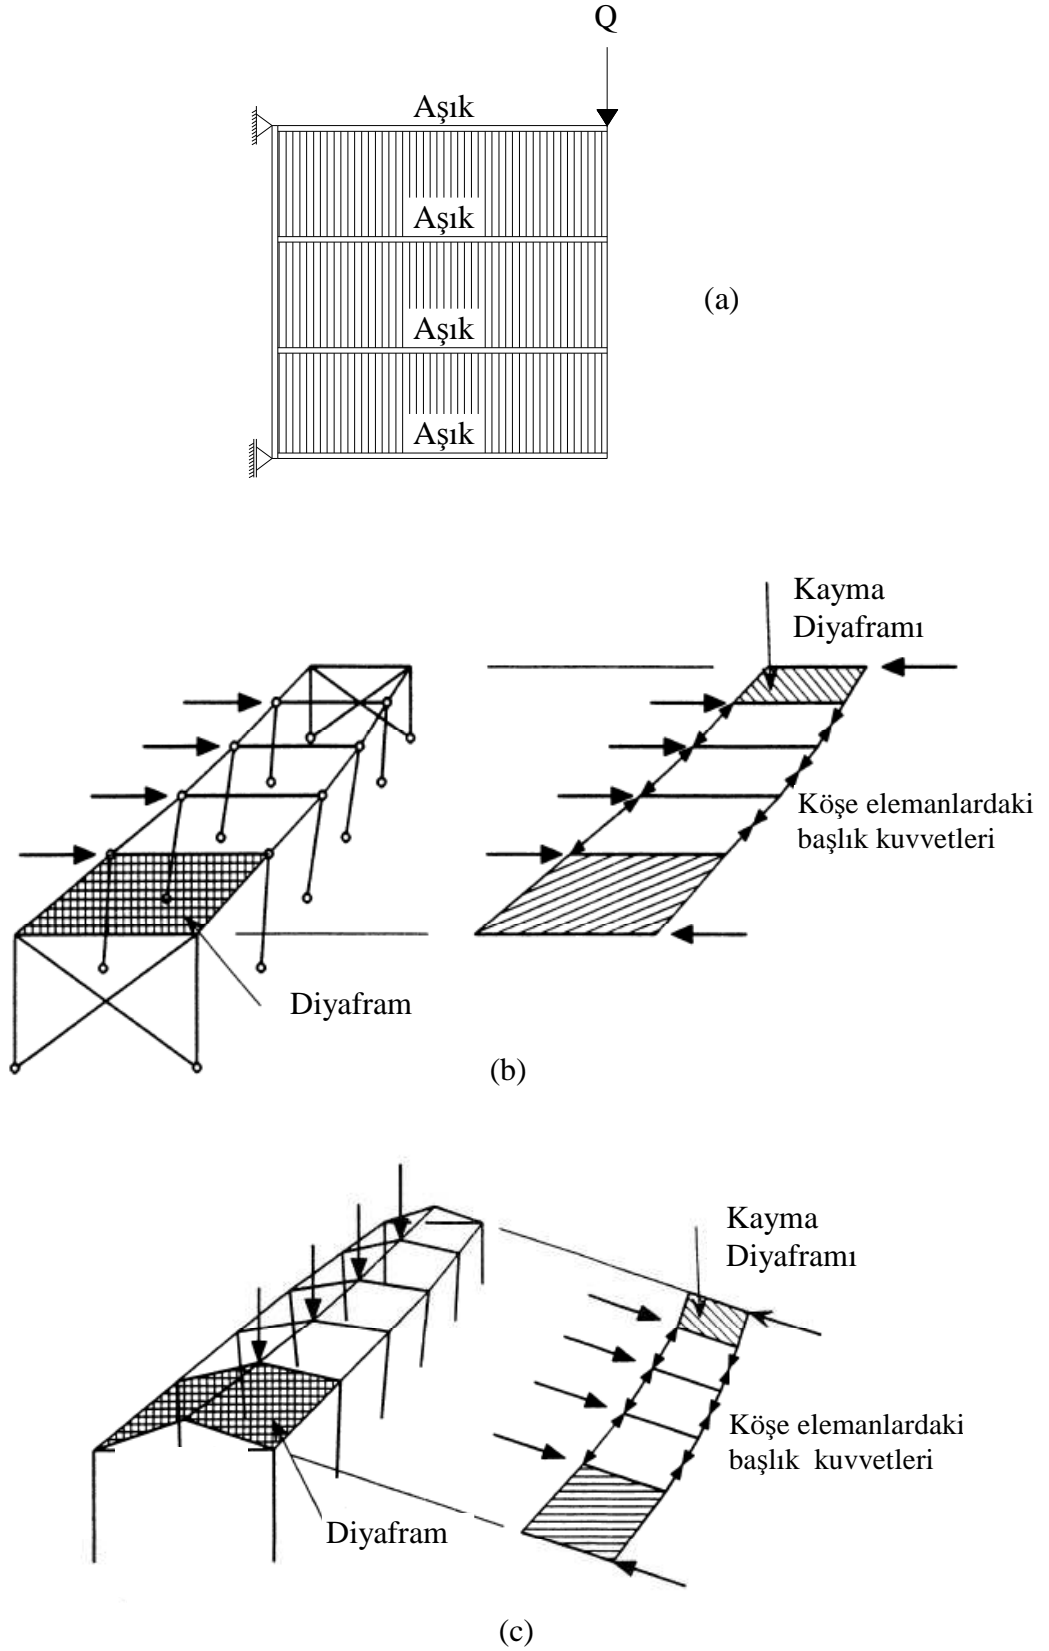 Q
Aşık
Aşık
Aşık
Aşık
(a)
Kayma
Diyaframı
Köşe elemanlardaki
başlık kuvvetleri
Diyafram
(b)
Kayma
Diyaframı
Köşe elemanlardaki
başlık kuvvetleri
Diyafram
(c)